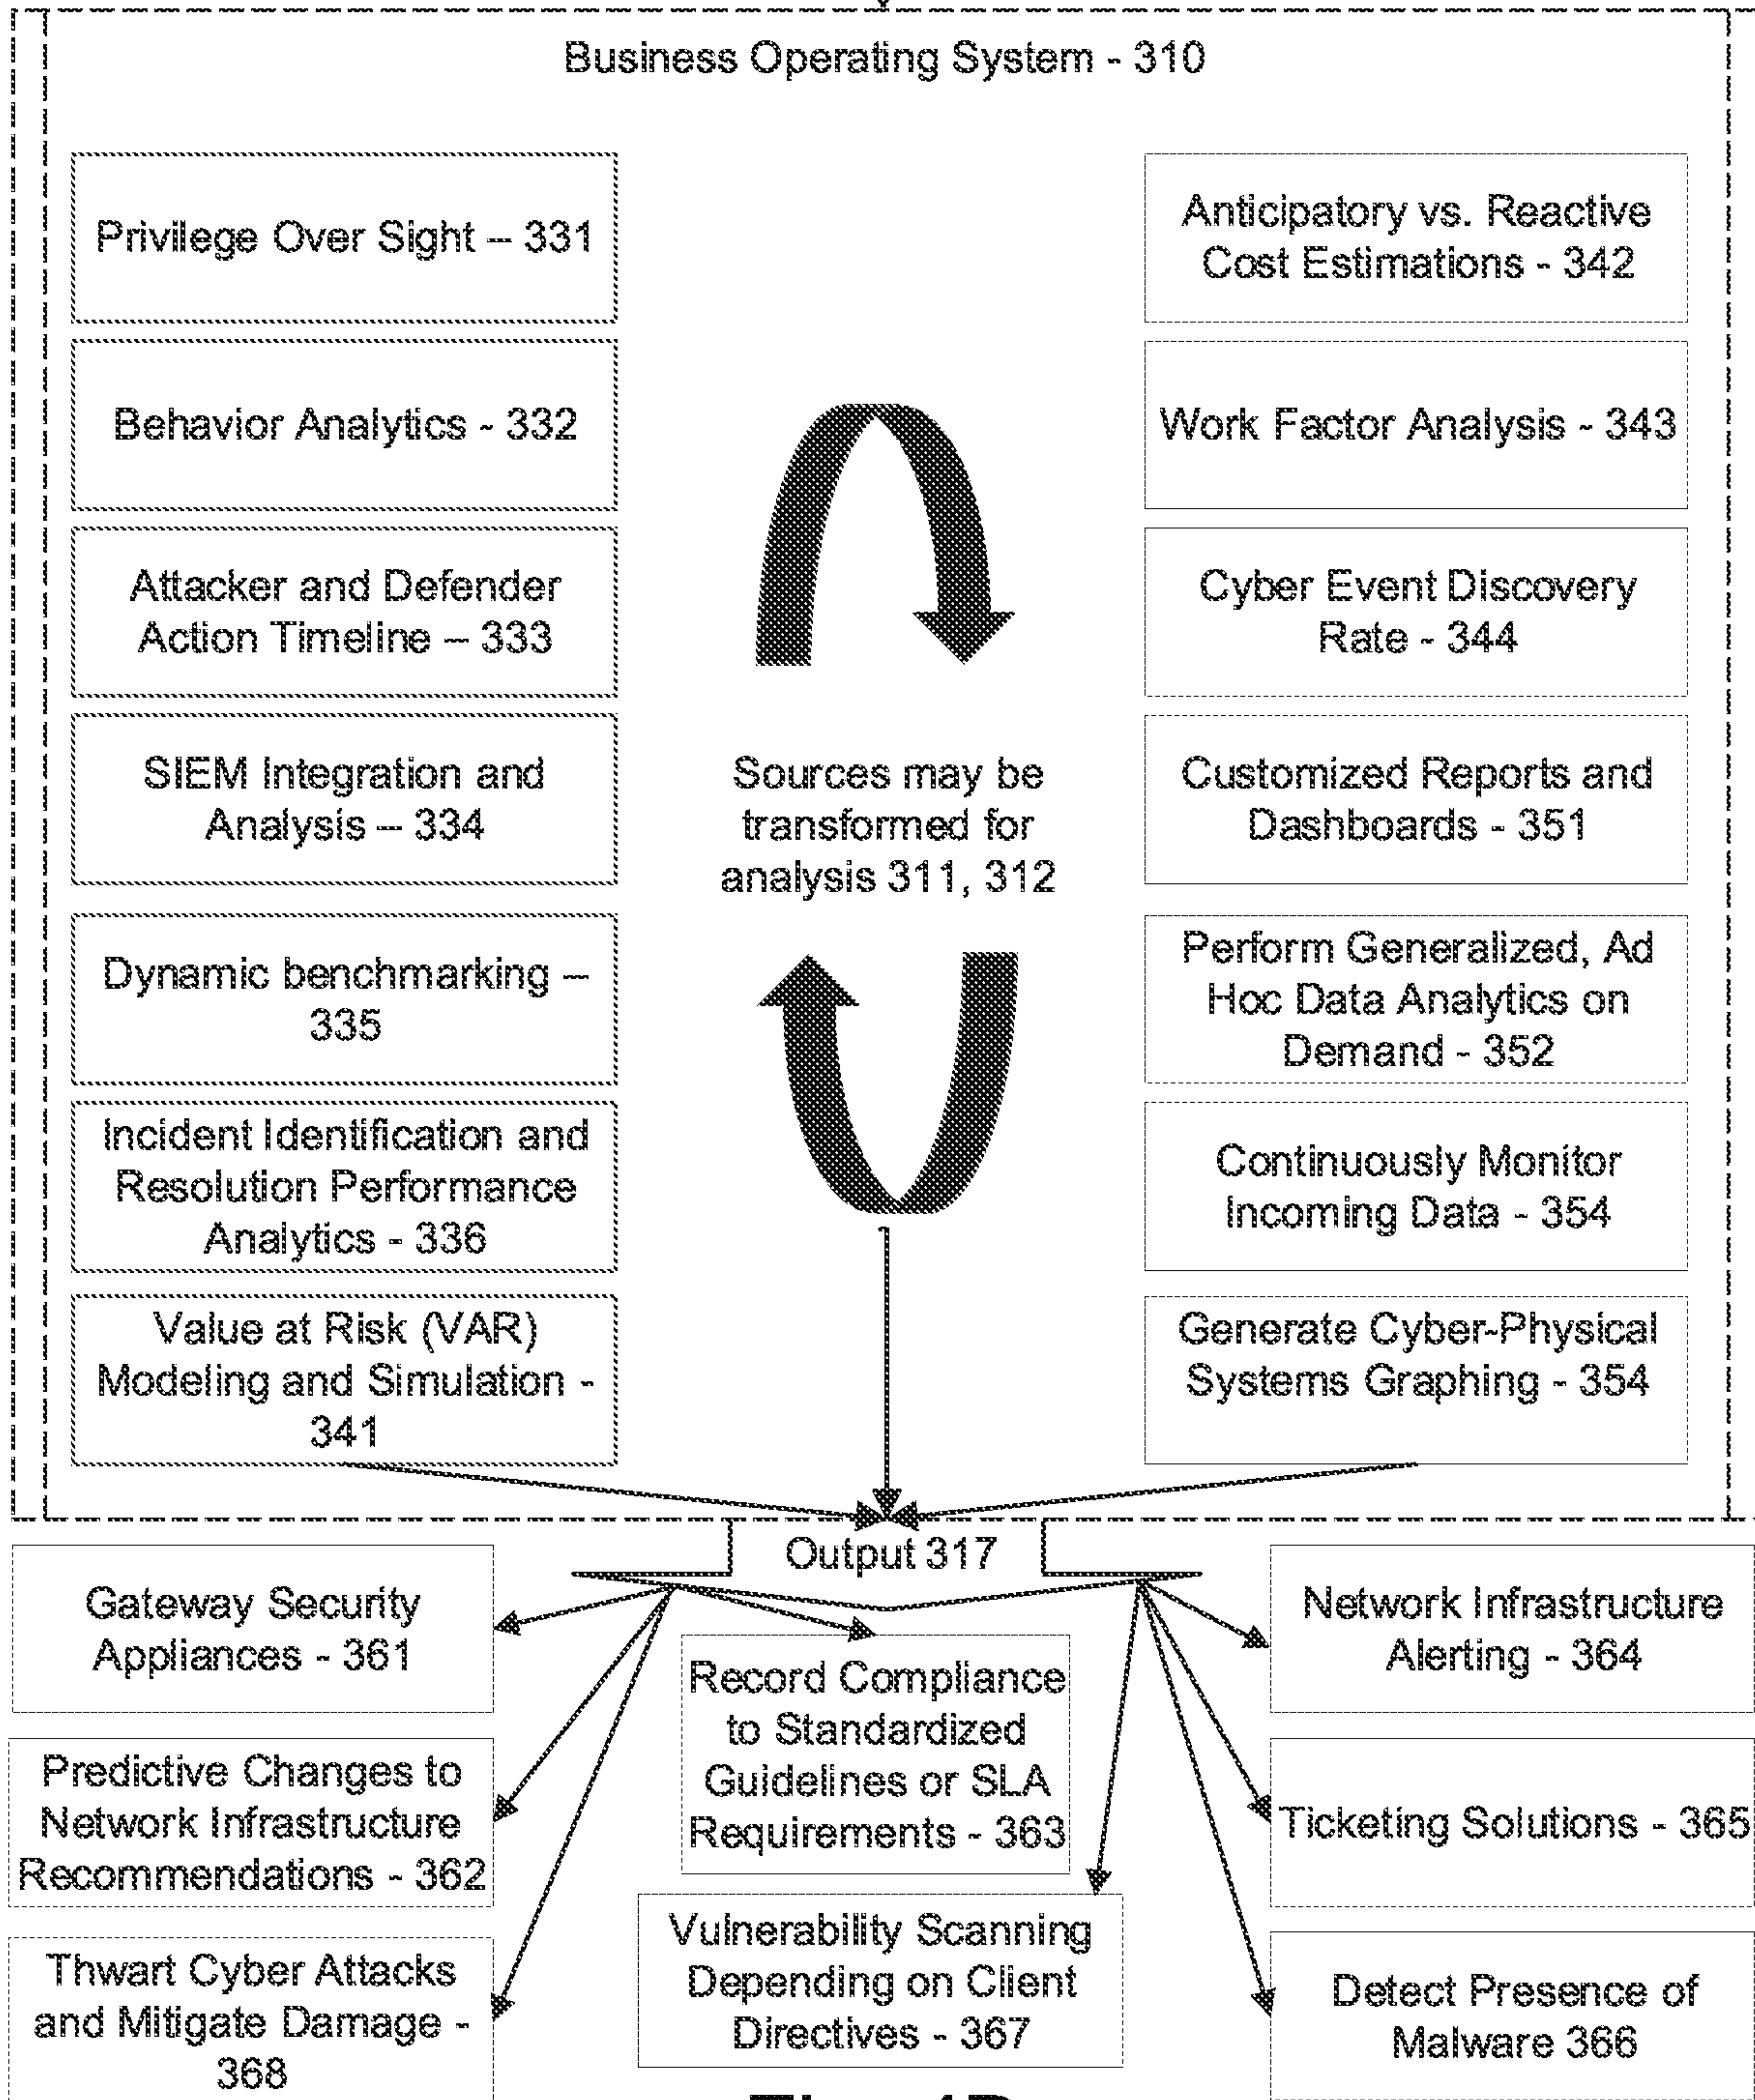 Business Operating System - 310
Privilege Over Sight – 331
Behavior Analytics - 332
Attacker and Defender
Action Timeline – 333
SIEM Integration and
Analysis – 334
Dynamic benchmarking –
335
Incident Identification and
Resolution Performance
Analytics - 336
Value at Risk (VAR)
Modeling and Simulation -
341
Sources may be
transformed for
analysis 311, 312
Anticipatory vs. Reactive
Cost Estimations - 342
Work Factor Analysis - 343
Cyber Event Discovery
Rate - 344
Customized Reports and
Dashboards - 351
Perform Generalized, Ad
Hoc Data Analytics on
Demand - 352
Continuously Monitor
Incoming Data - 354
Generate Cyber-Physical
Systems Graphing - 354
Output 317
Gateway Security
Appliances - 361
Predictive Changes to
Network Infrastructure
Recommendations - 362
Thwart Cyber Attacks
and Mitigate Damage -
368
Record Compliance
to Standardized
Guidelines or SLA
Requirements - 363
Vulnerability Scanning
Depending on Client
Directives - 367
Network Infrastructure
Alerting - 364
Ticketing Solutions - 365
Detect Presence of
Malware 366